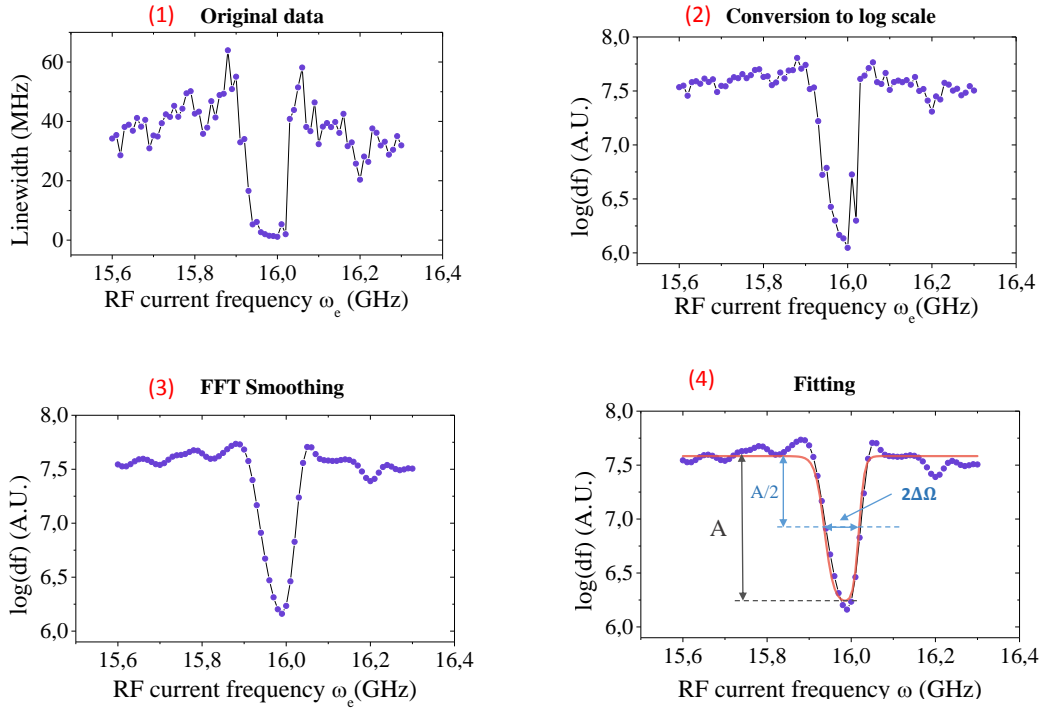 (1) Original data
Linewidth (MHz)
60
40
20
0
15,6 15,8 16,0 16,2 16,4
RF current frequency ω_e (GHz)
(2) Conversion to log scale
log(df) (A.U.)
8,0
7,5
7,0
6,5
6,0
15,6 15,8 16,0 16,2 16,4
RF current frequency ω_e(GHz)
(3) FFT Smoothing
log(df) (A.U.)
8,0
7,5
7,0
6,5
6,0
15,6 15,8 16,0 16,2 16,4
RF current frequency ω_e(GHz)
(4) Fitting
log(df) (A.U.)
8,0
7,5
7,0
6,5
6,0
A/2
2ΔΩ
A
15,6 15,8 16,0 16,2 16,4
RF current frequency ω (GHz)